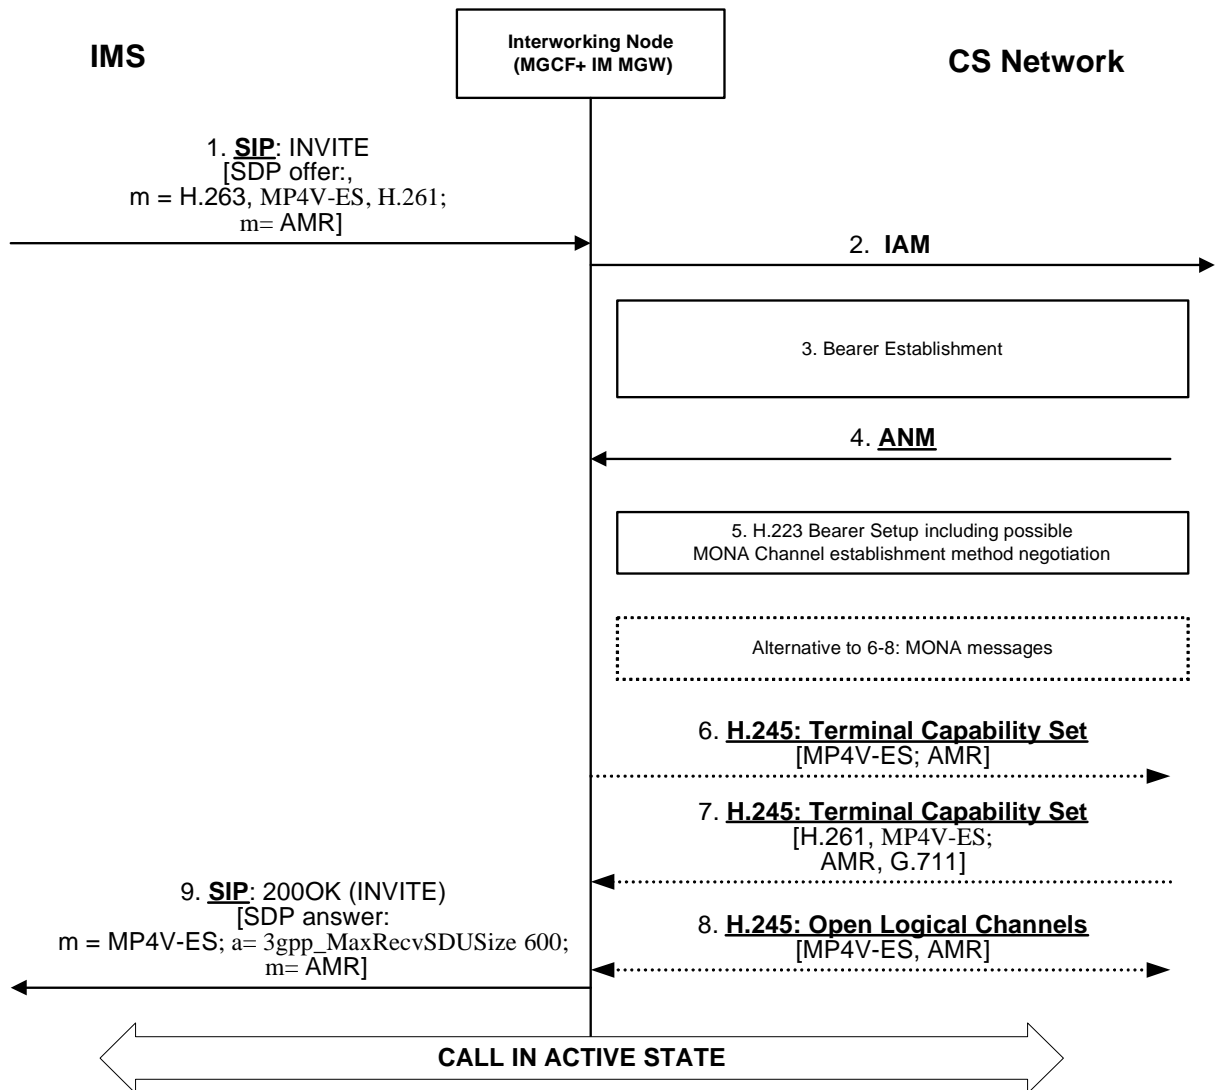 IMS
Interworking Node
(MGCF+ IM MGW)
CS Network
1. SIP: INVITE
[SDP offer:,
m = H.263, MP4V-ES, H.261;
m= AMR]
2. IAM
3. Bearer Establishment
4. ANM
5. H.223 Bearer Setup including possible
MONA Channel establishment method negotiation
Alternative to 6-8: MONA messages
6. H.245: Terminal Capability Set
[MP4V-ES; AMR]
7. H.245: Terminal Capability Set
[H.261, MP4V-ES;
AMR, G.711]
9. SIP: 200OK (INVITE)
[SDP answer:
m = MP4V-ES; a= 3gpp_MaxRecvSDUSize 600;
m= AMR]
8. H.245: Open Logical Channels
[MP4V-ES, AMR]
CALL IN ACTIVE STATE